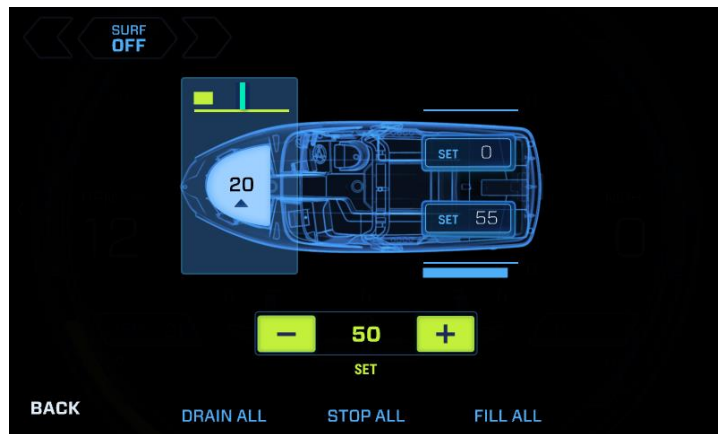 SURF
OFF
20
SET 0
SET 55
− 50 +
SET
BACK
DRAIN ALL STOP ALL FILL ALL